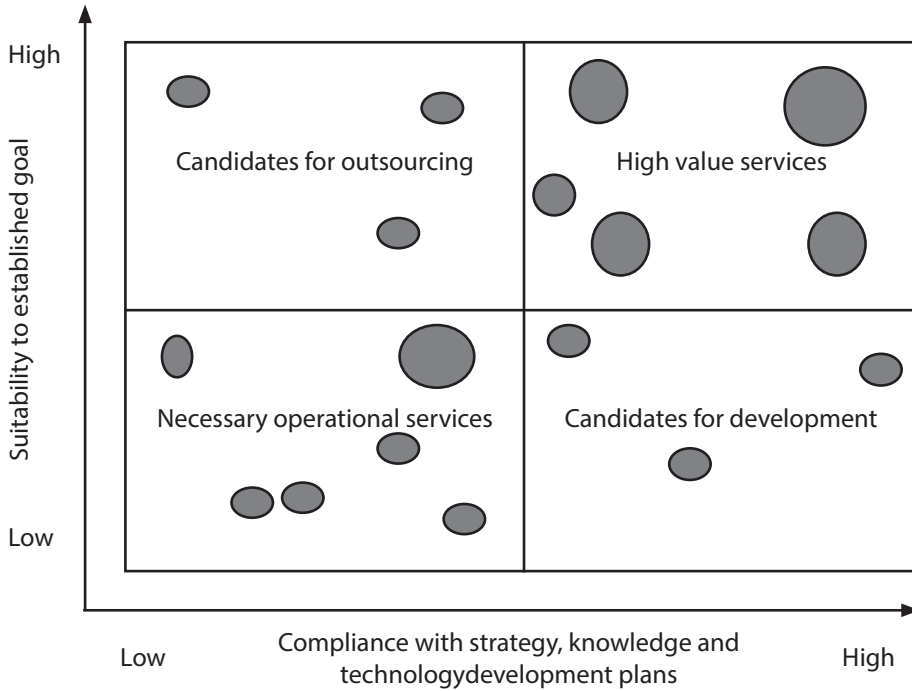 High
Suitability to established goal
Candidates for outsourcing
High value services
Necessary operational services
Candidates for development
Low
Low
Compliance with strategy, knowledge and
technologydevelopment plans
High